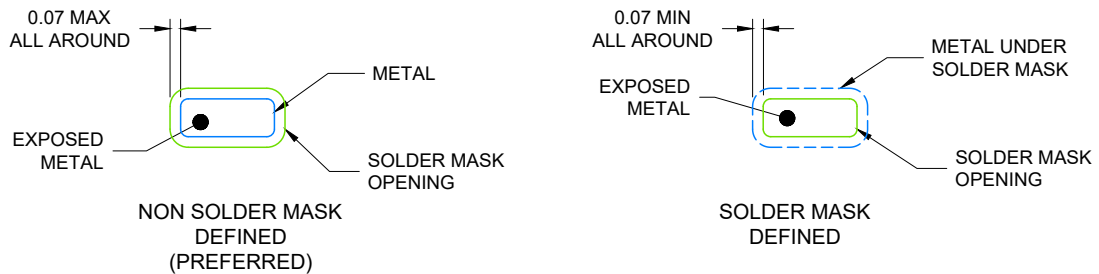 0.07 MAX
ALL AROUND
METAL
EXPOSED
METAL
SOLDER MASK
OPENING
NON SOLDER MASK
DEFINED
(PREFERRED)
0.07 MIN
ALL AROUND
METAL UNDER
SOLDER MASK
EXPOSED
METAL
SOLDER MASK
OPENING
SOLDER MASK
DEFINED